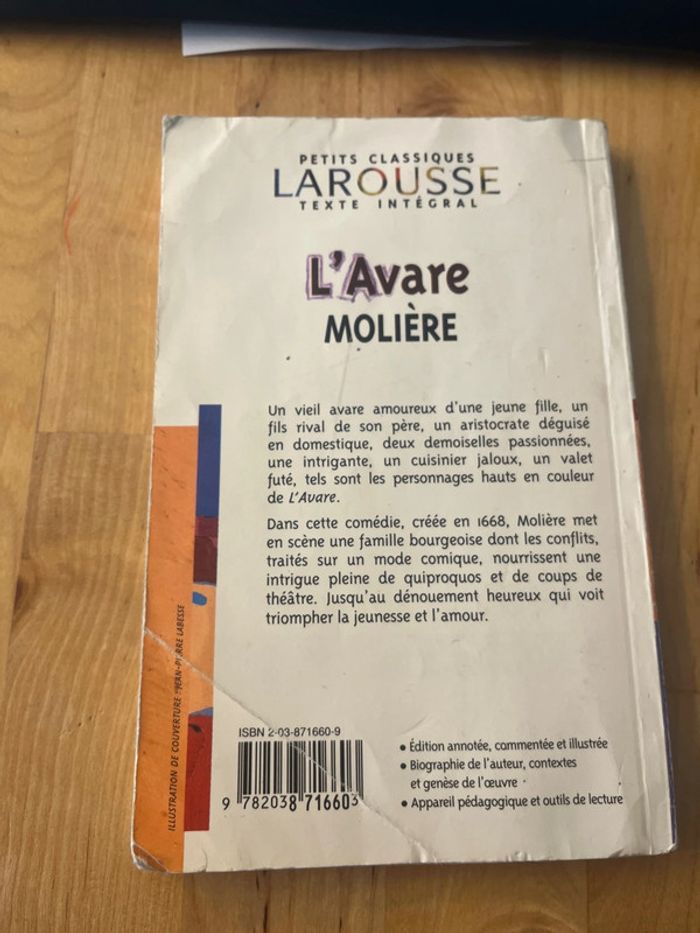 PETITS CLASSIQUES
LAROUSSE
TEXTE INTÉGRAL
L'Avare
MOLIÈRE
Un vieil avare amoureux d'une jeune fille, un
fils rival de son père, un aristocrate déguisé
en domestique, deux demoiselles passionnées,
une intrigante, un cuisinier jaloux, un valet
futé, tels sont les personnages hauts en couleur
de L'Avare.
Dans cette comédie, créée en 1668, Molière met
en scène une famille bourgeoise dont les conflits,
traités sur un mode comique, nourrissent une
intrigue pleine de quiproquos et de coups de
théâtre. Jusqu'au dénouement heureux qui voit
triompher la jeunesse et l'amour.
ILLUSTRATION DE COUVERTURE : JEAN-PIERRE LABESSE
ISBN 2-03-871660-9
9 782038 716603
• Édition annotée, commentée et illustrée
• Biographie de l'auteur, contextes
et genèse de l'œuvre
• Appareil pédagogique et outils de lecture